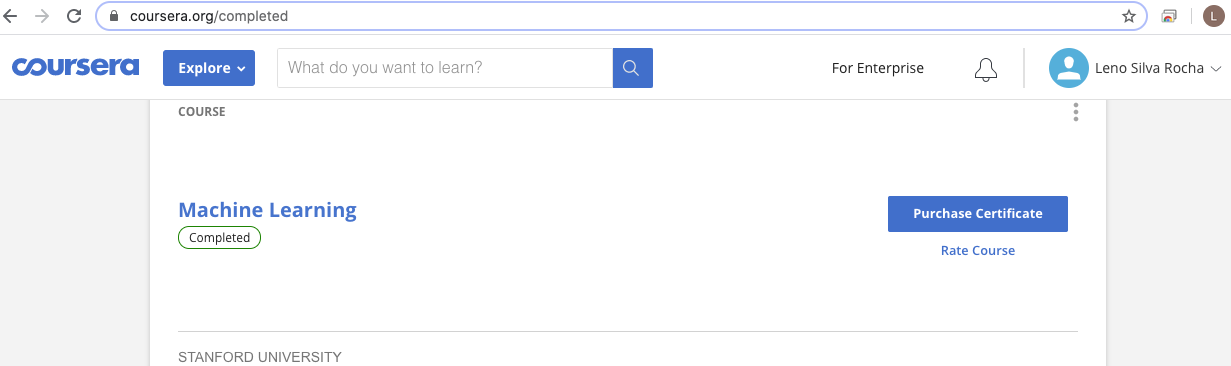 coursera.org/completed
L
coursera
Explore
What do you want to learn?
For Enterprise
Leno Silva Rocha
COURSE
Machine Learning
Completed
Purchase Certificate
Rate Course
STANFORD UNIVERSITY